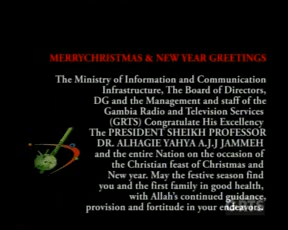 MERRYCHRISTMAS & NEW YEAR GREETINGS
The Ministry of Information and Communication
Infrastructure, The Board of Directors,
DG and the Management and staff of the
Gambia Radio and Television Services
(GRTS) Congratulate His Excellency
The PRESIDENT SHEIKH PROFESSOR
DR. ALHAGIE YAHYA A.J.J JAMMEH
and the entire Nation on the occasion of
the Christian feast of Christmas and
New year. May the festive season find
you and the first family in good health,
with Allah's continued guidance,
provision and fortitude in your endeavors.